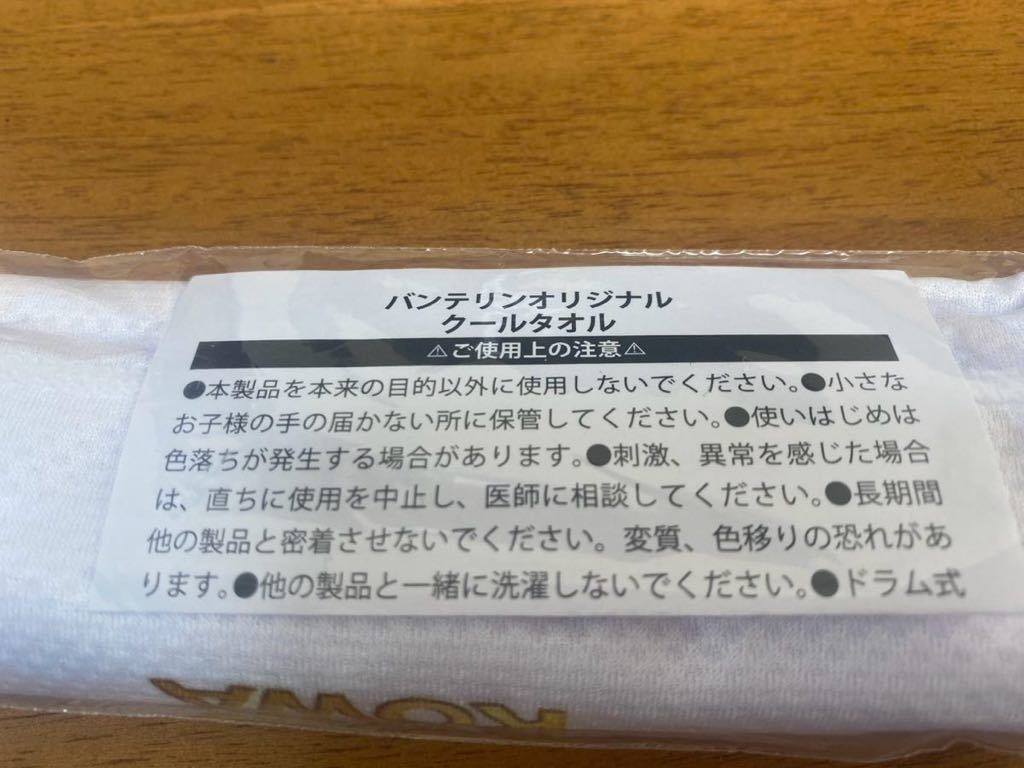 バンテリンオリジナル
クールタオル
⚠ご使用上の注意⚠
●本製品を本来の目的以外に使用しないでください。●小さな
お子様の手の届かない所に保管してください。●使いはじめは
色落ちが発生する場合があります。●刺激、異常を感じた場合
は、直ちに使用を中止し、医師に相談してください。●長期間
他の製品と密着させないでください。変質、色移りの恐れがあ
ります。●他の製品と一緒に洗濯しないでください。●ドラム式
KOWA